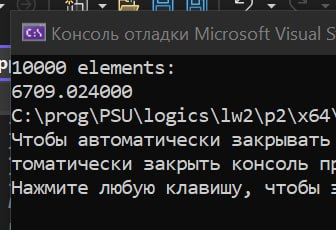 Консоль отладки Microsoft Visual S
10000 elements:
6709.024000
C:\prog\PSU\logics\lw2\p2\x64\
Чтобы автоматически закрывать
томатически закрыть консоль пр
Нажмите любую клавишу, чтобы з